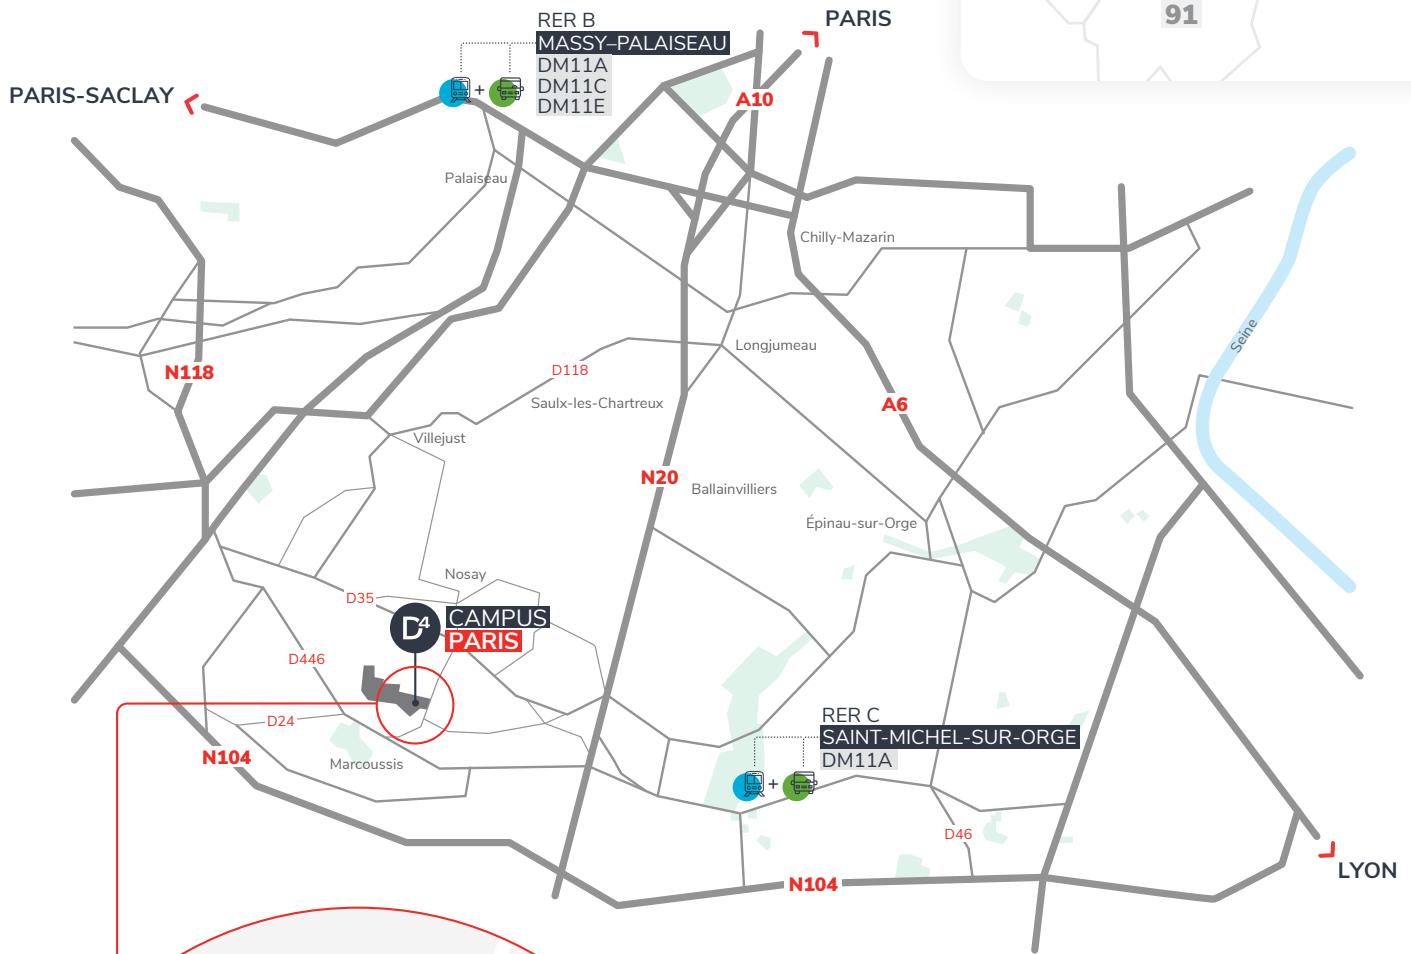 91
PARIS
RER B
MASSY–PALAISEAU
DM11A
DM11C
DM11E
PARIS-SACLAY
A10
Palaiseau
Chilly-Mazarin
Seine
Longjumeau
N118
D118
Saulx-les-Chartreux
A6
Villejust
N20
Ballainvilliers
Épinau-sur-Orge
Nosay
D35
D4
CAMPUS
PARIS
D446
D24
RER C
SAINT-MICHEL-SUR-ORGE
DM11A
N104
Marcoussis
D46
LYON
N104